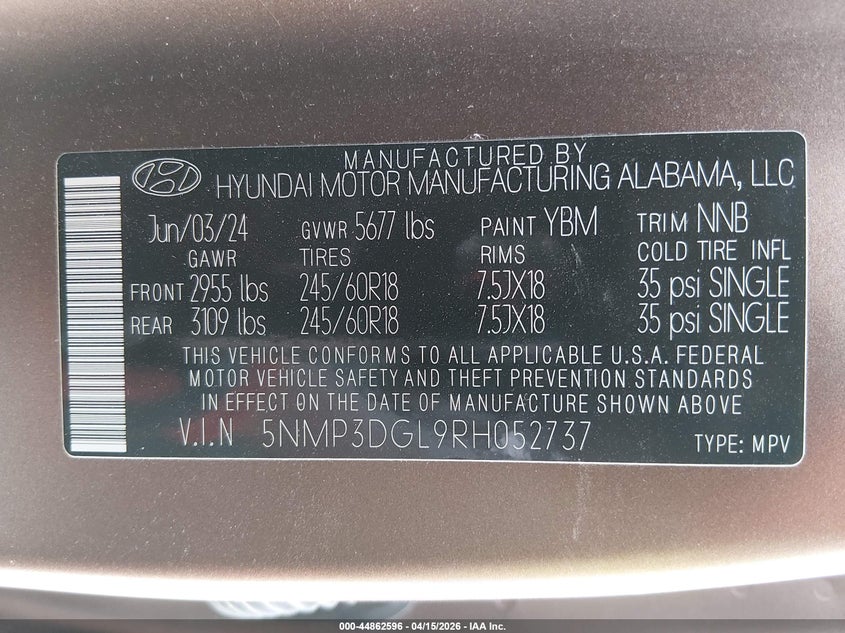 MANUFACTURED BY
HYUNDAI MOTOR MANUFACTURING ALABAMA, LLC
Jun/03/24 GVWR 5677 lbs PAINT YBM TRIM NNB
GAWR TIRES RIMS COLD TIRE INFL
FRONT 2955 lbs 245/60R18 7.5JX18 35 psi SINGLE
REAR 3109 lbs 245/60R18 7.5JX18 35 psi SINGLE
THIS VEHICLE CONFORMS TO ALL APPLICABLE U.S.A. FEDERAL
MOTOR VEHICLE SAFETY AND THEFT PREVENTION STANDARDS
IN EFFECT ON THE DATE OF MANUFACTURE SHOWN ABOVE
V.I.N 5NMP3DGL9RH052737 TYPE: MPV
000-44862596 - 04/15/2026 - IAA Inc.